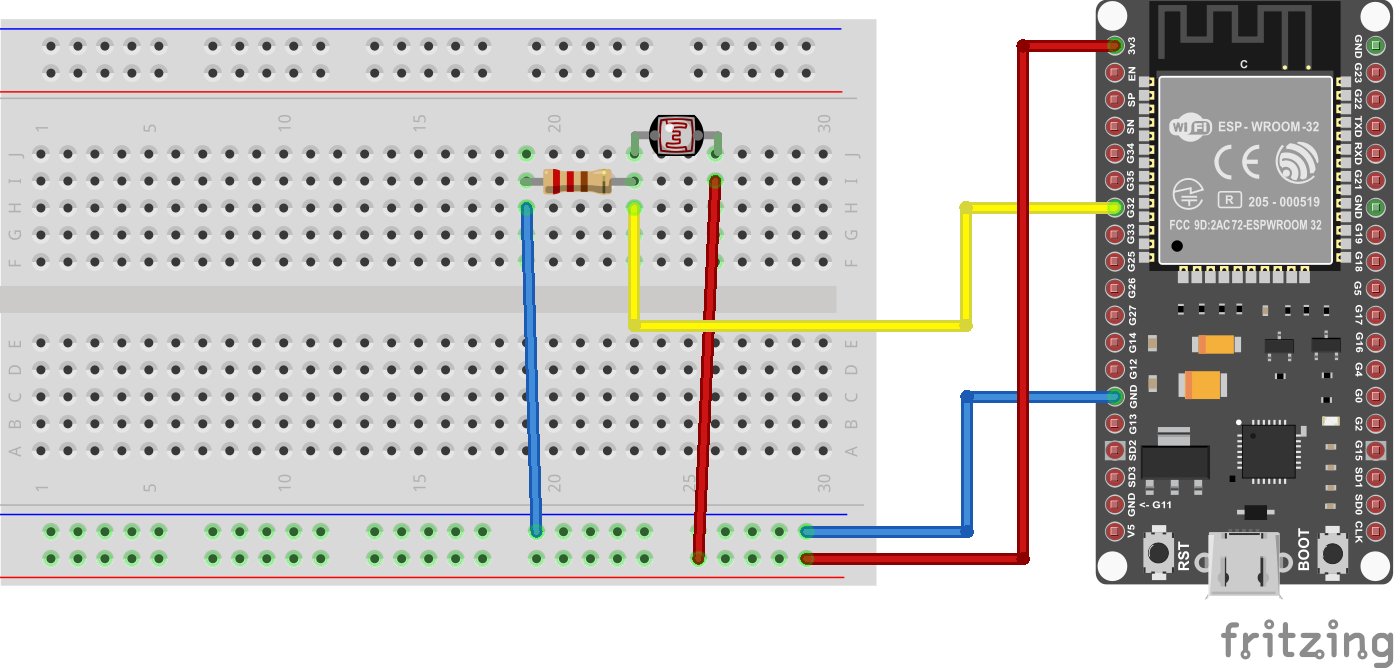 1 5 10 15 20 25 30
J J
I I
H H
G G
F F
E E
D D
C C
B B
A A
1 5 10 15 20 25 30
3v3
EN
SP
SN
G34
G35
G32
G33
G25
G26
G27
G14
G12
GND
G13
SD2
SD3
GND <- G11
V5
C
WiFi ESP - WROOM-32
CE
R 205 - 000519
FCC 9D:2AC72-ESPWROOM 32
GND
G23
G22
TXD
RXD
G21
GND
G19
G18
G5
G17
G16
G4
G0
G2
G15
SD1
SD0
CLK
RST
BOOT
fritzing